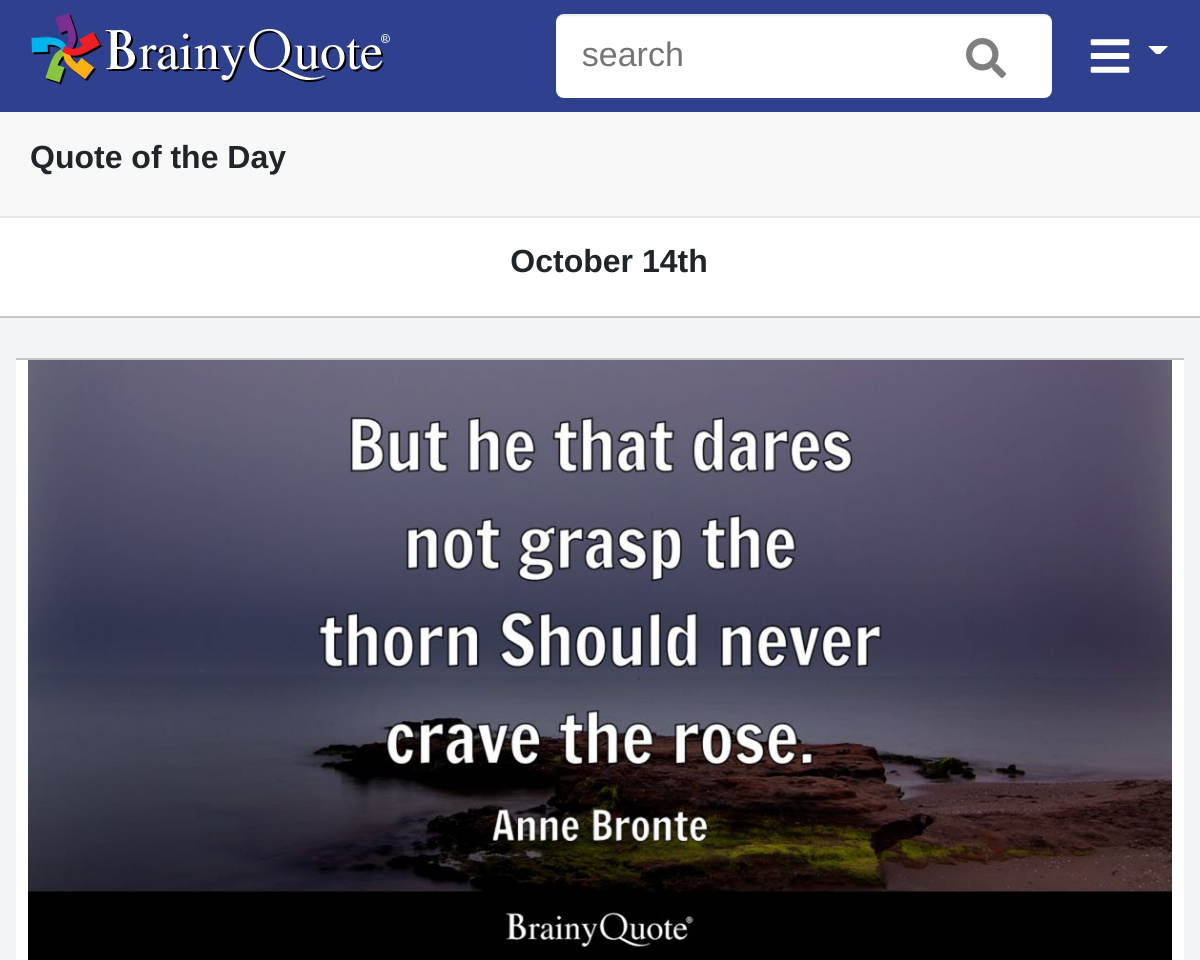 BrainyQuote®
search
Quote of the Day
October 14th
But he that dares
not grasp the
thorn Should never
crave the rose.
Anne Bronte
BrainyQuote®